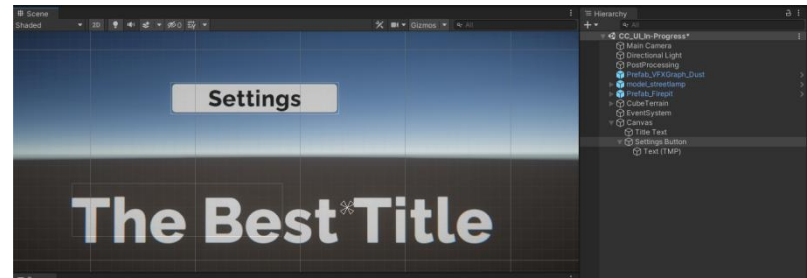 Scene
Hierarchy
Shaded
2D
0
Gizmos
All
All
CC_UI_In-Progress*
Main Camera
Directional Light
PostProcessing
Prefab_VFXGraph_Dust
model_streetlamp
Prefab_Firepit
CubeTerrain
EventSystem
Canvas
Title Text
Settings Button
Text (TMP)
Settings
The Best Title